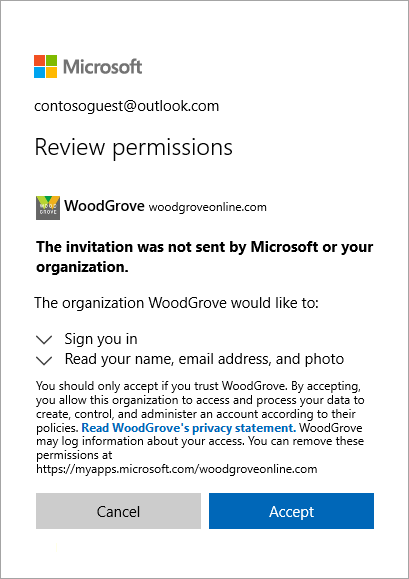 Microsoft
contosoguest@outlook.com
Review permissions
WoodGrove woodgroveonline.com
The invitation was not sent by Microsoft or your
organization.
The organization WoodGrove would like to:
Sign you in
Read your name, email address, and photo
You should only accept if you trust WoodGrove. By accepting,
you allow this organization to access and process your data to
create, control, and administer an account according to their
policies. Read WoodGrove's privacy statement. WoodGrove
may log information about your access. You can remove these
permissions at
https://myapps.microsoft.com/woodgroveonline.com
Cancel
Accept